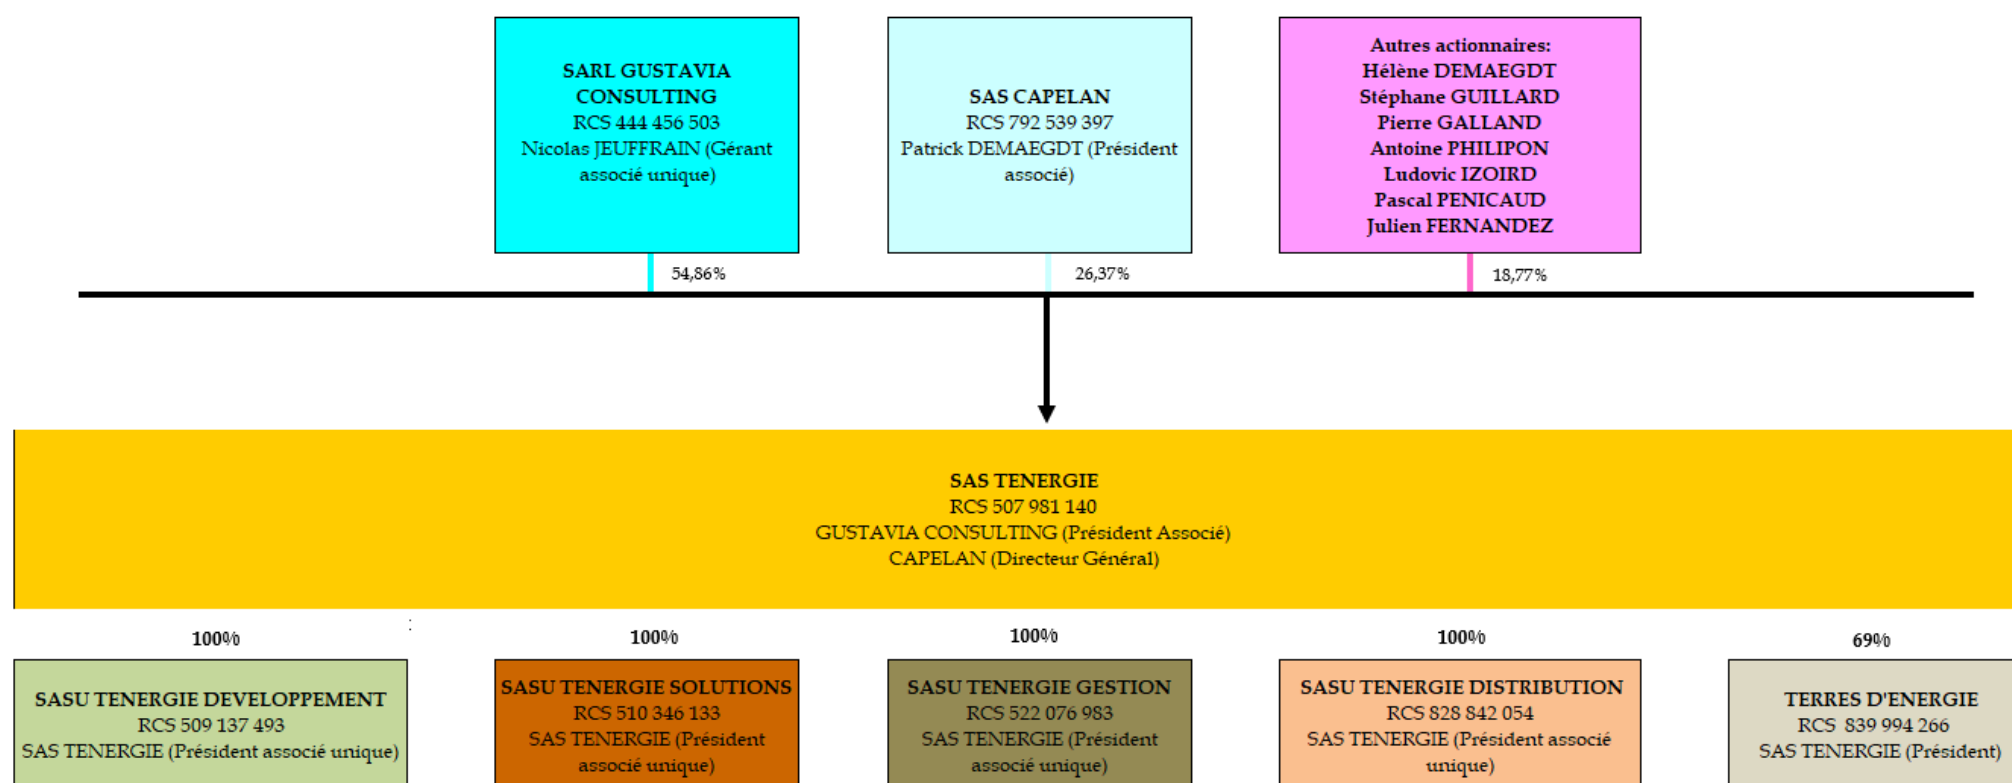 SARL GUSTAVIA
CONSULTING
RCS 444 456 503
Nicolas JEUFFRAIN (Gérant
associé unique)
SAS CAPELAN
RCS 792 539 397
Patrick DEMAEGDT (Président
associé)
Autres actionnaires:
Hélène DEMAEGDT
Stéphane GUILLARD
Pierre GALLAND
Antoine PHILIPON
Ludovic IZOIRD
Pascal PENICAUD
Julien FERNANDEZ
54,86%
26,37%
18,77%
SAS TENERGIE
RCS 507 981 140
GUSTAVIA CONSULTING (Président Associé)
CAPELAN (Directeur Général)
100%
:
100%
100%
100%
69%
SASU TENERGIE DEVELOPPEMENT
RCS 509 137 493
SAS TENERGIE (Président associé unique)
SASU TENERGIE SOLUTIONS
RCS 510 346 133
SAS TENERGIE (Président
associé unique)
SASU TENERGIE GESTION
RCS 522 076 983
SAS TENERGIE (Président
associé unique)
SASU TENERGIE DISTRIBUTION
RCS 828 842 054
SAS TENERGIE (Président associé
unique)
TERRES D'ENERGIE
RCS 839 994 266
SAS TENERGIE (Président)